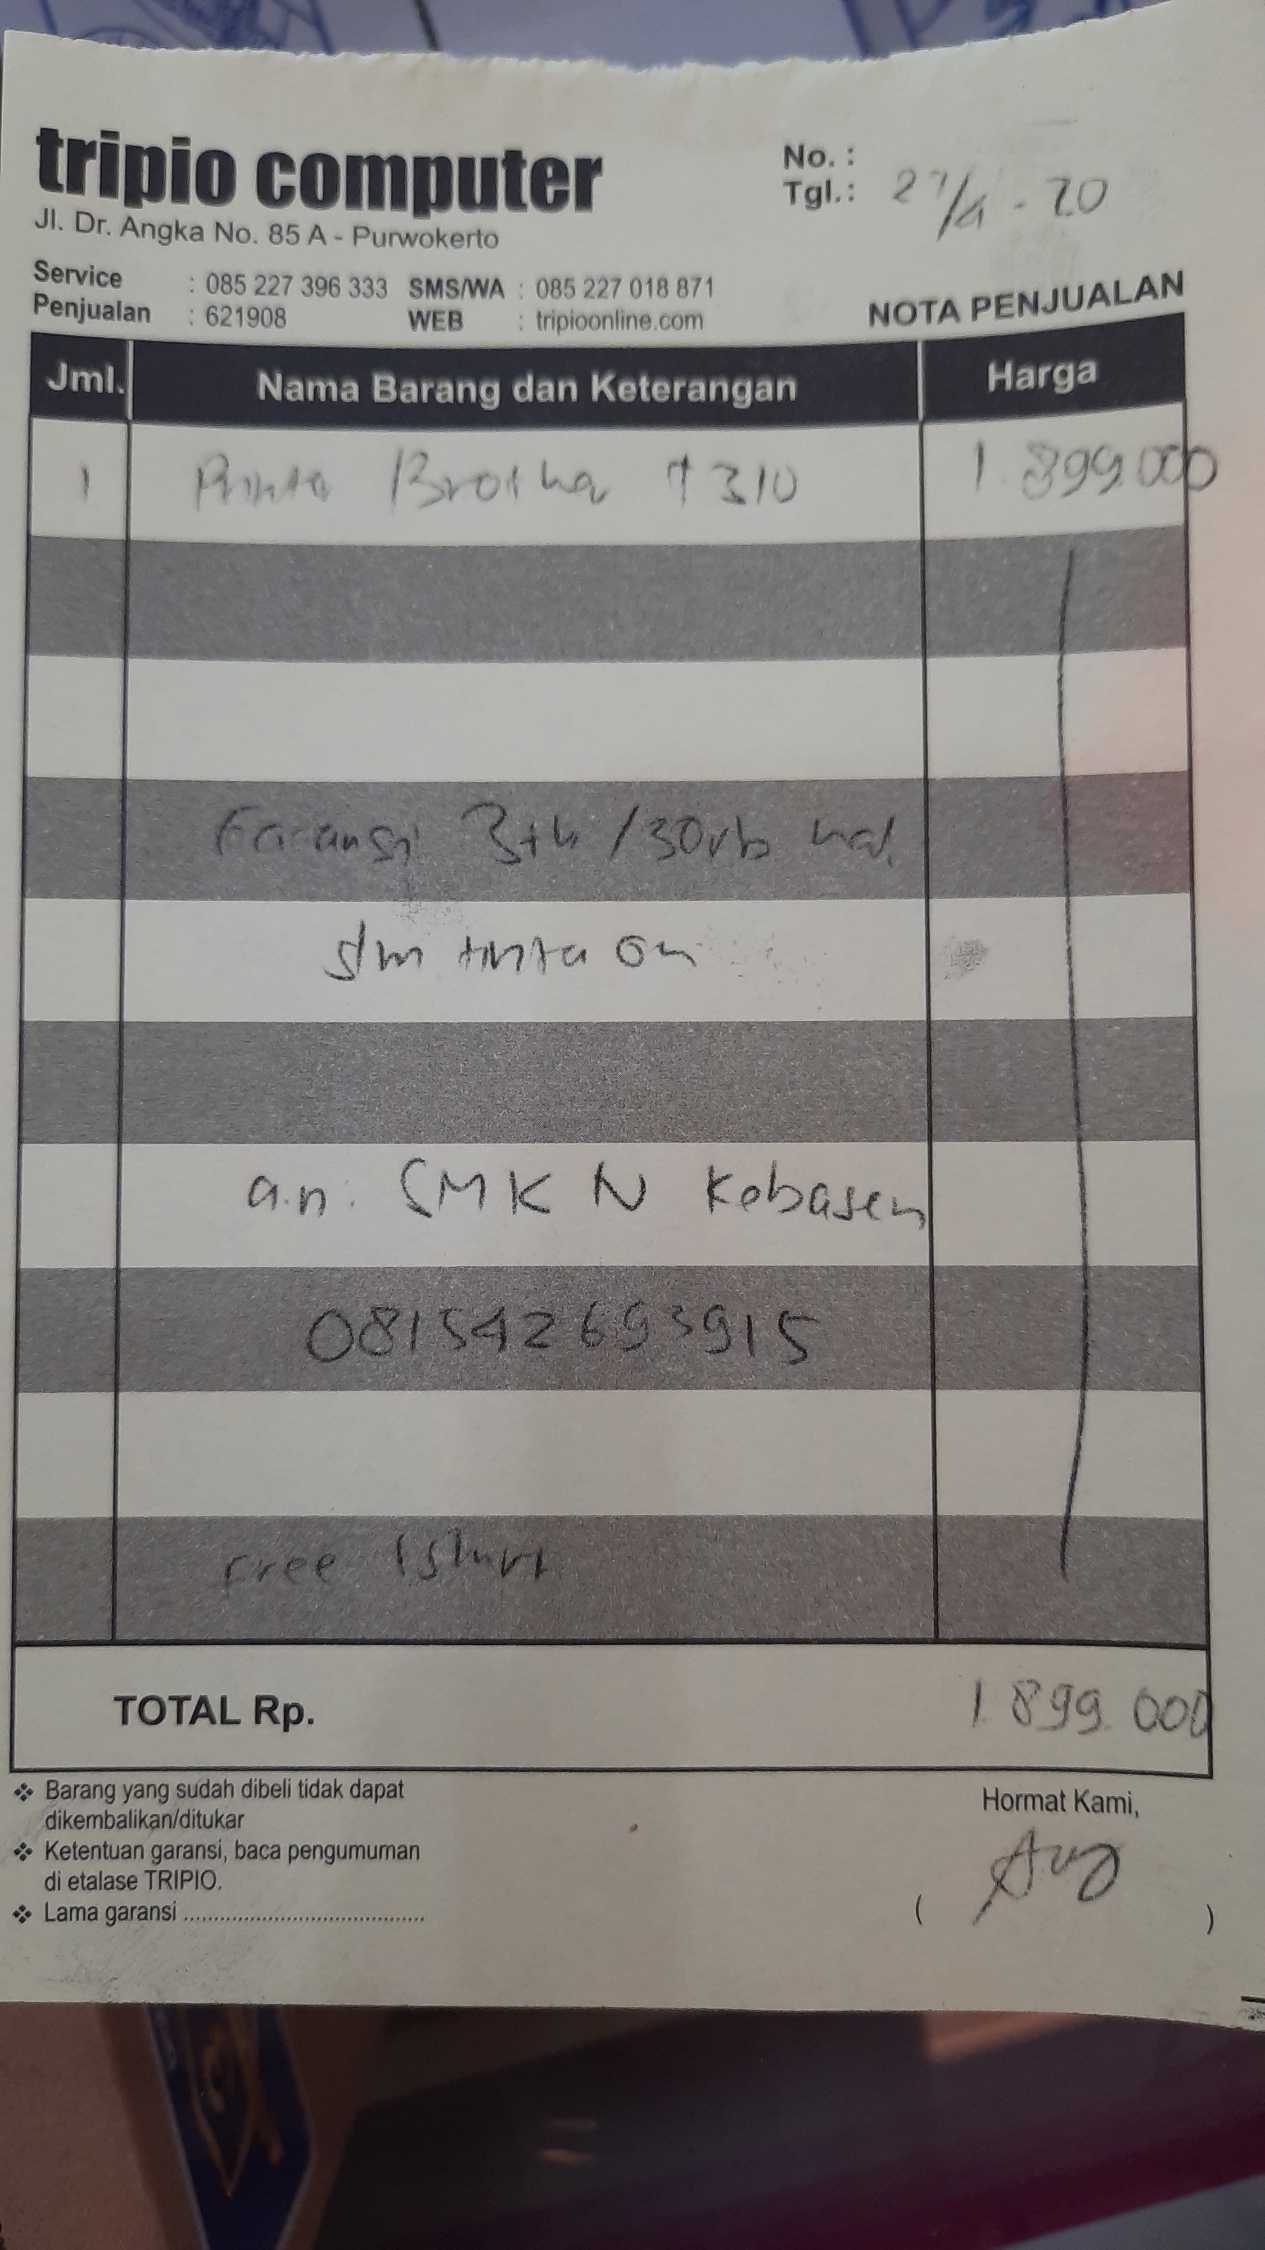 tripio computer
Jl. Dr. Angka No. 85 A - Purwokerto
No. :
Tgl.: 27/4 - 20
Service : 085 227 396 333 SMS/WA : 085 227 018 871
Penjualan : 621908 WEB : tripioonline.com
NOTA PENJUALAN
Jml. Nama Barang dan Keterangan Harga
1 Printer Brother T310 1.899.000
Garansi 3th /30rb hal.
tinta ori
a.n. SMK N Kebasen
081542693915
Free Tshirt
TOTAL Rp. 1.899.000
❖ Barang yang sudah dibeli tidak dapat
dikembalikan/ditukar
❖ Ketentuan garansi, baca pengumuman
di etalase TRIPIO.
❖ Lama garansi ........................................
Hormat Kami,
( )